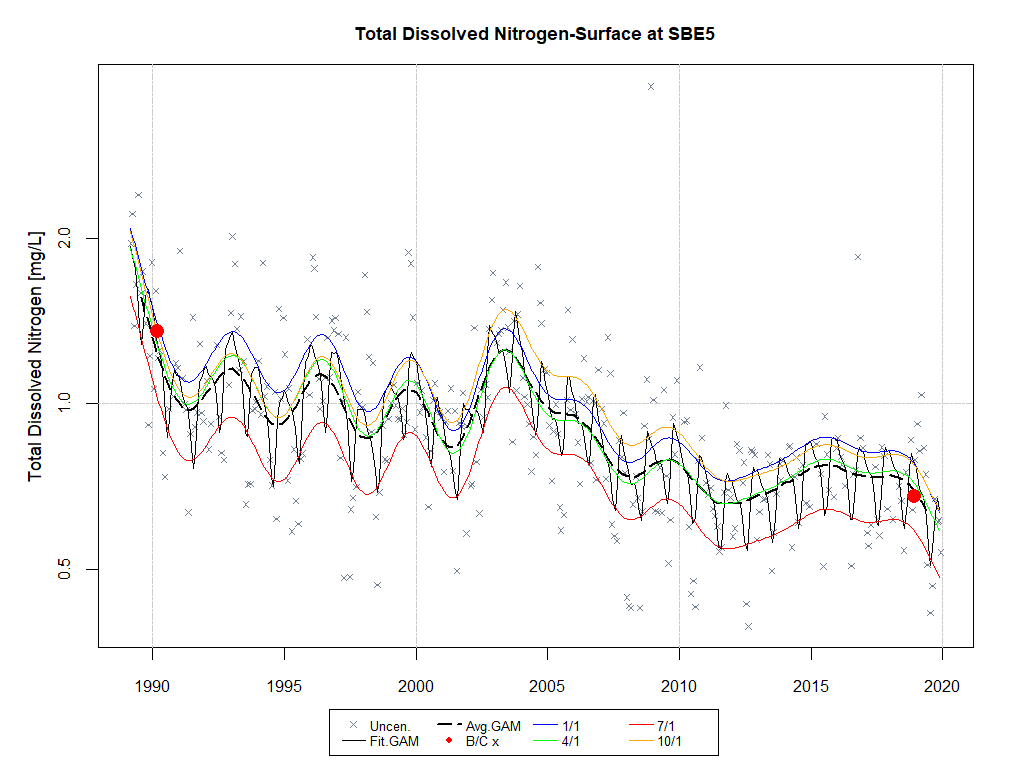 Total Dissolved Nitrogen-Surface at SBE5
Total Dissolved Nitrogen [mg/L]
2.0
1.0
0.5
1990 1995 2000 2005 2010 2015 2020
Uncen. Avg.GAM 1/1 7/1
Fit.GAM B/C x 4/1 10/1